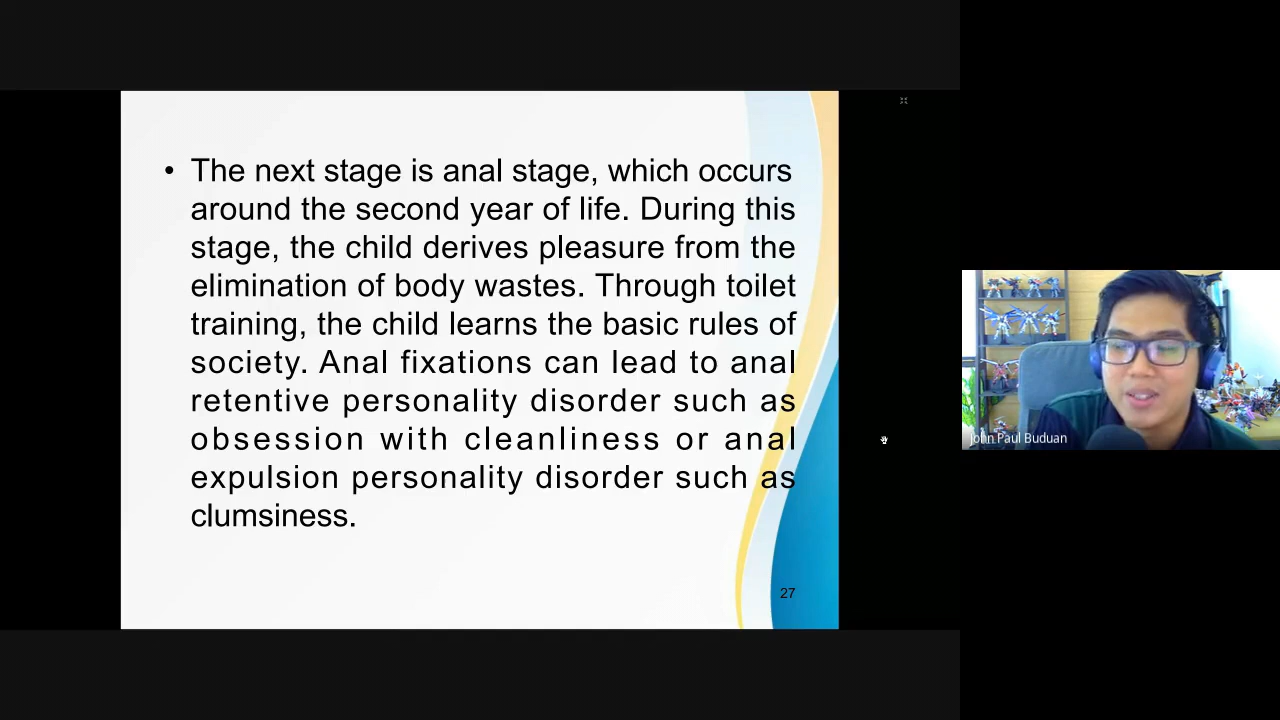 • The next stage is anal stage, which occurs
around the second year of life. During this
stage, the child derives pleasure from the
elimination of body wastes. Through toilet
training, the child learns the basic rules of
society. Anal fixations can lead to anal
retentive personality disorder such as
obsession with cleanliness or anal
expulsion personality disorder such as
clumsiness.
27
John Paul Buduan